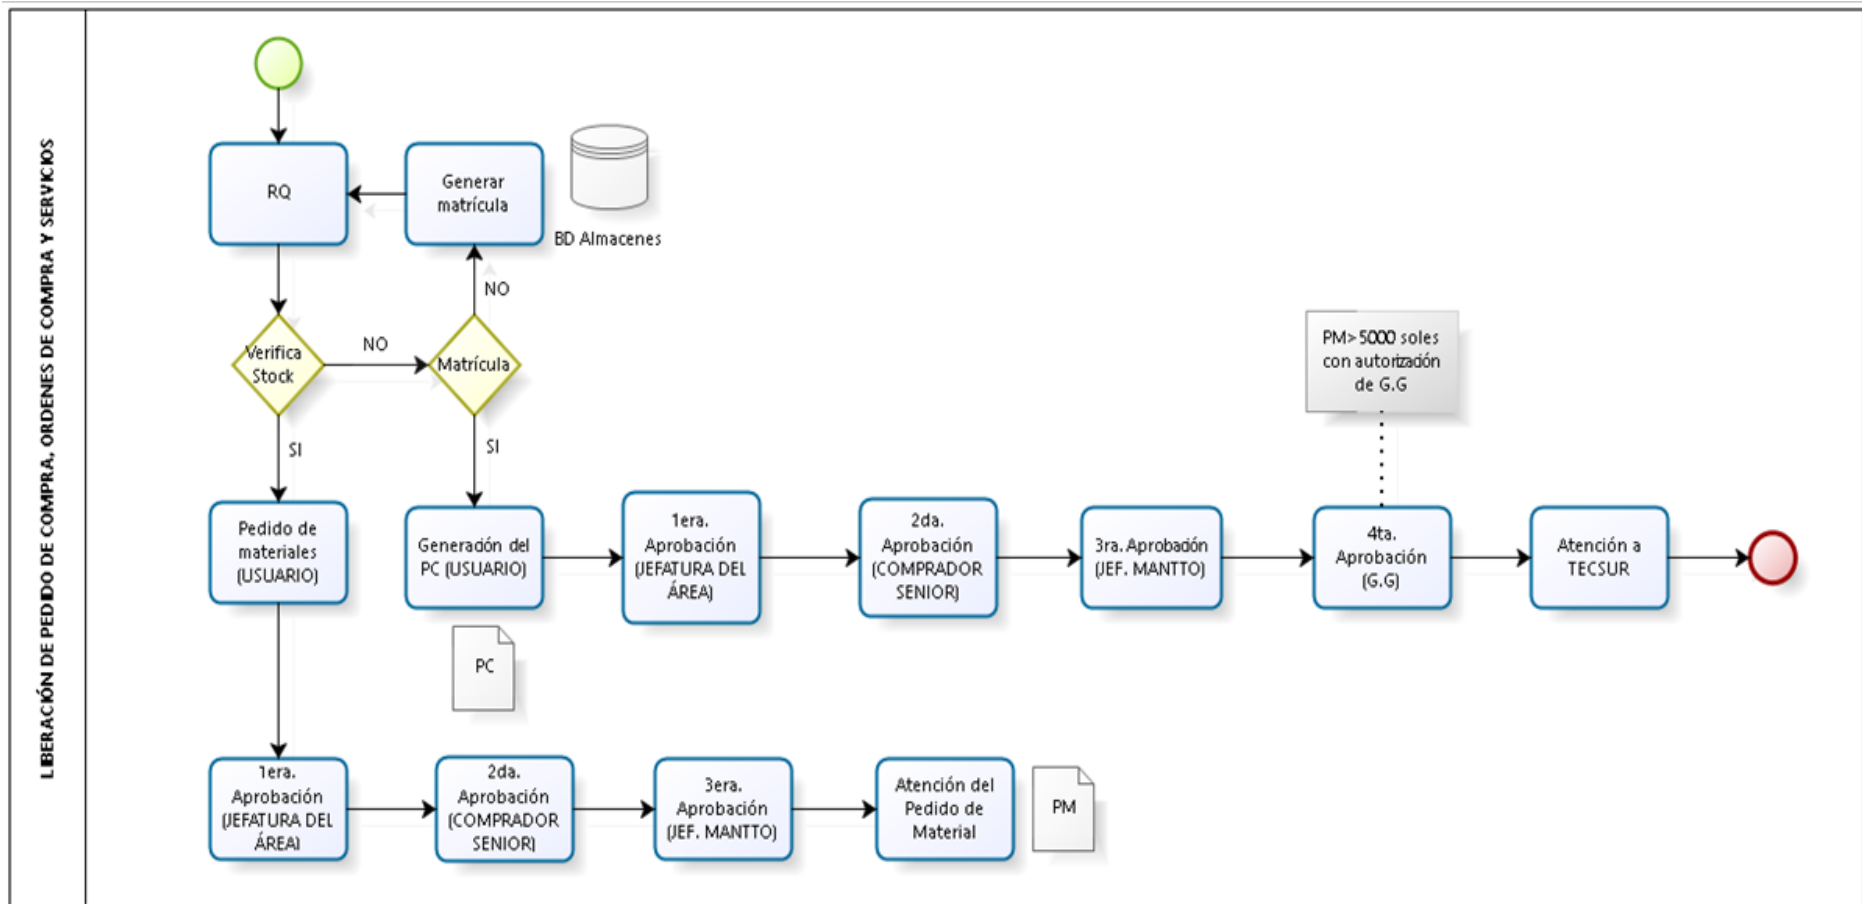 LIBERACIÓN DE PEDIDO DE COMPRA, ORDENES DE COMPRA Y SERVICIOS
RQ
Generar
matrícula
BD Almacenes
NO
Verifica
Stock
NO
Matrícula
SI
SI
PM>5000 soles
con autorización
de G.G
Pedido de
materiales
(USUARIO)
Generación del
PC (USUARIO)
1era.
Aprobación
(JEFATURA DEL
ÁREA)
2da.
Aprobación
(COMPRADOR
SENIOR)
3ra. Aprobación
(JEF. MANTTO)
4ta.
Aprobación
(G.G)
Atención a
TECSUR
PC
1era.
Aprobación
(JEFATURA DEL
ÁREA)
2da.
Aprobación
(COMPRADOR
SENIOR)
3era.
Aprobación
(JEF. MANTTO)
Atención del
Pedido de
Material
PM